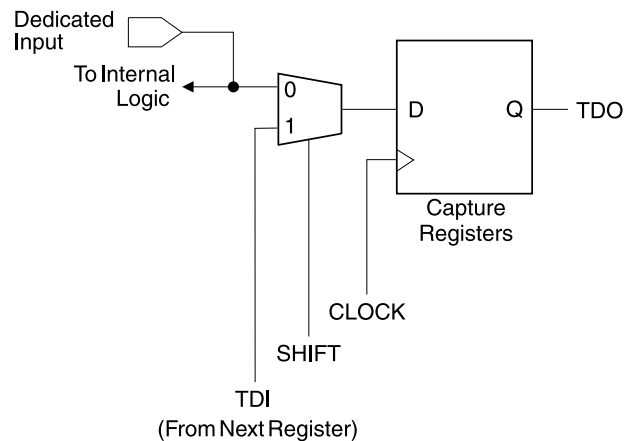 Dedicated
Input
To Internal
Logic
0
1
D
Q
TDO
Capture
Registers
CLOCK
SHIFT
TDI
(From Next Register)